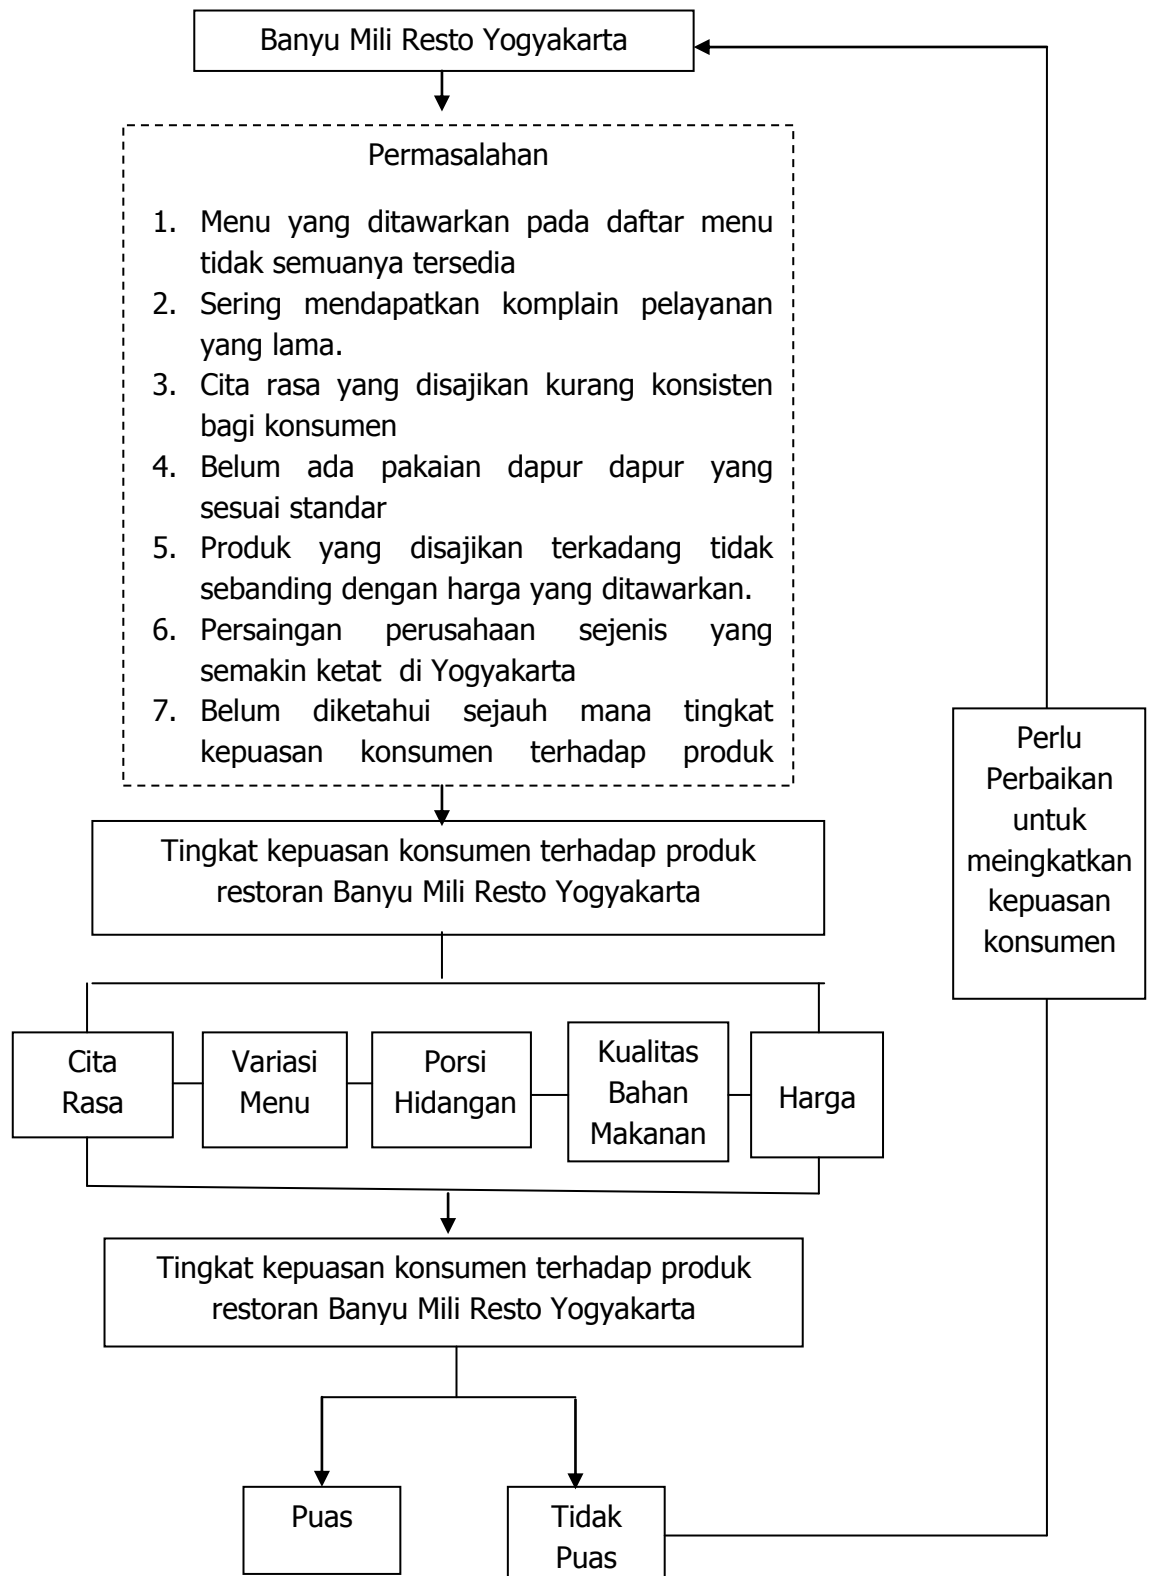 Banyu Mili Resto Yogyakarta
Permasalahan
1. Menu yang ditawarkan pada daftar menu
tidak semuanya tersedia
2. Sering mendapatkan komplain pelayanan
yang lama.
3. Cita rasa yang disajikan kurang konsisten
bagi konsumen
4. Belum ada pakaian dapur dapur yang
sesuai standar
5. Produk yang disajikan terkadang tidak
sebanding dengan harga yang ditawarkan.
6. Persaingan perusahaan sejenis yang
semakin ketat di Yogyakarta
7. Belum diketahui sejauh mana tingkat
kepuasan konsumen terhadap produk
Tingkat kepuasan konsumen terhadap produk
restoran Banyu Mili Resto Yogyakarta
Cita
Rasa
Variasi
Menu
Porsi
Hidangan
Kualitas
Bahan
Makanan
Harga
Tingkat kepuasan konsumen terhadap produk
restoran Banyu Mili Resto Yogyakarta
Puas
Tidak
Puas
Perlu
Perbaikan
untuk
meingkatkan
kepuasan
konsumen